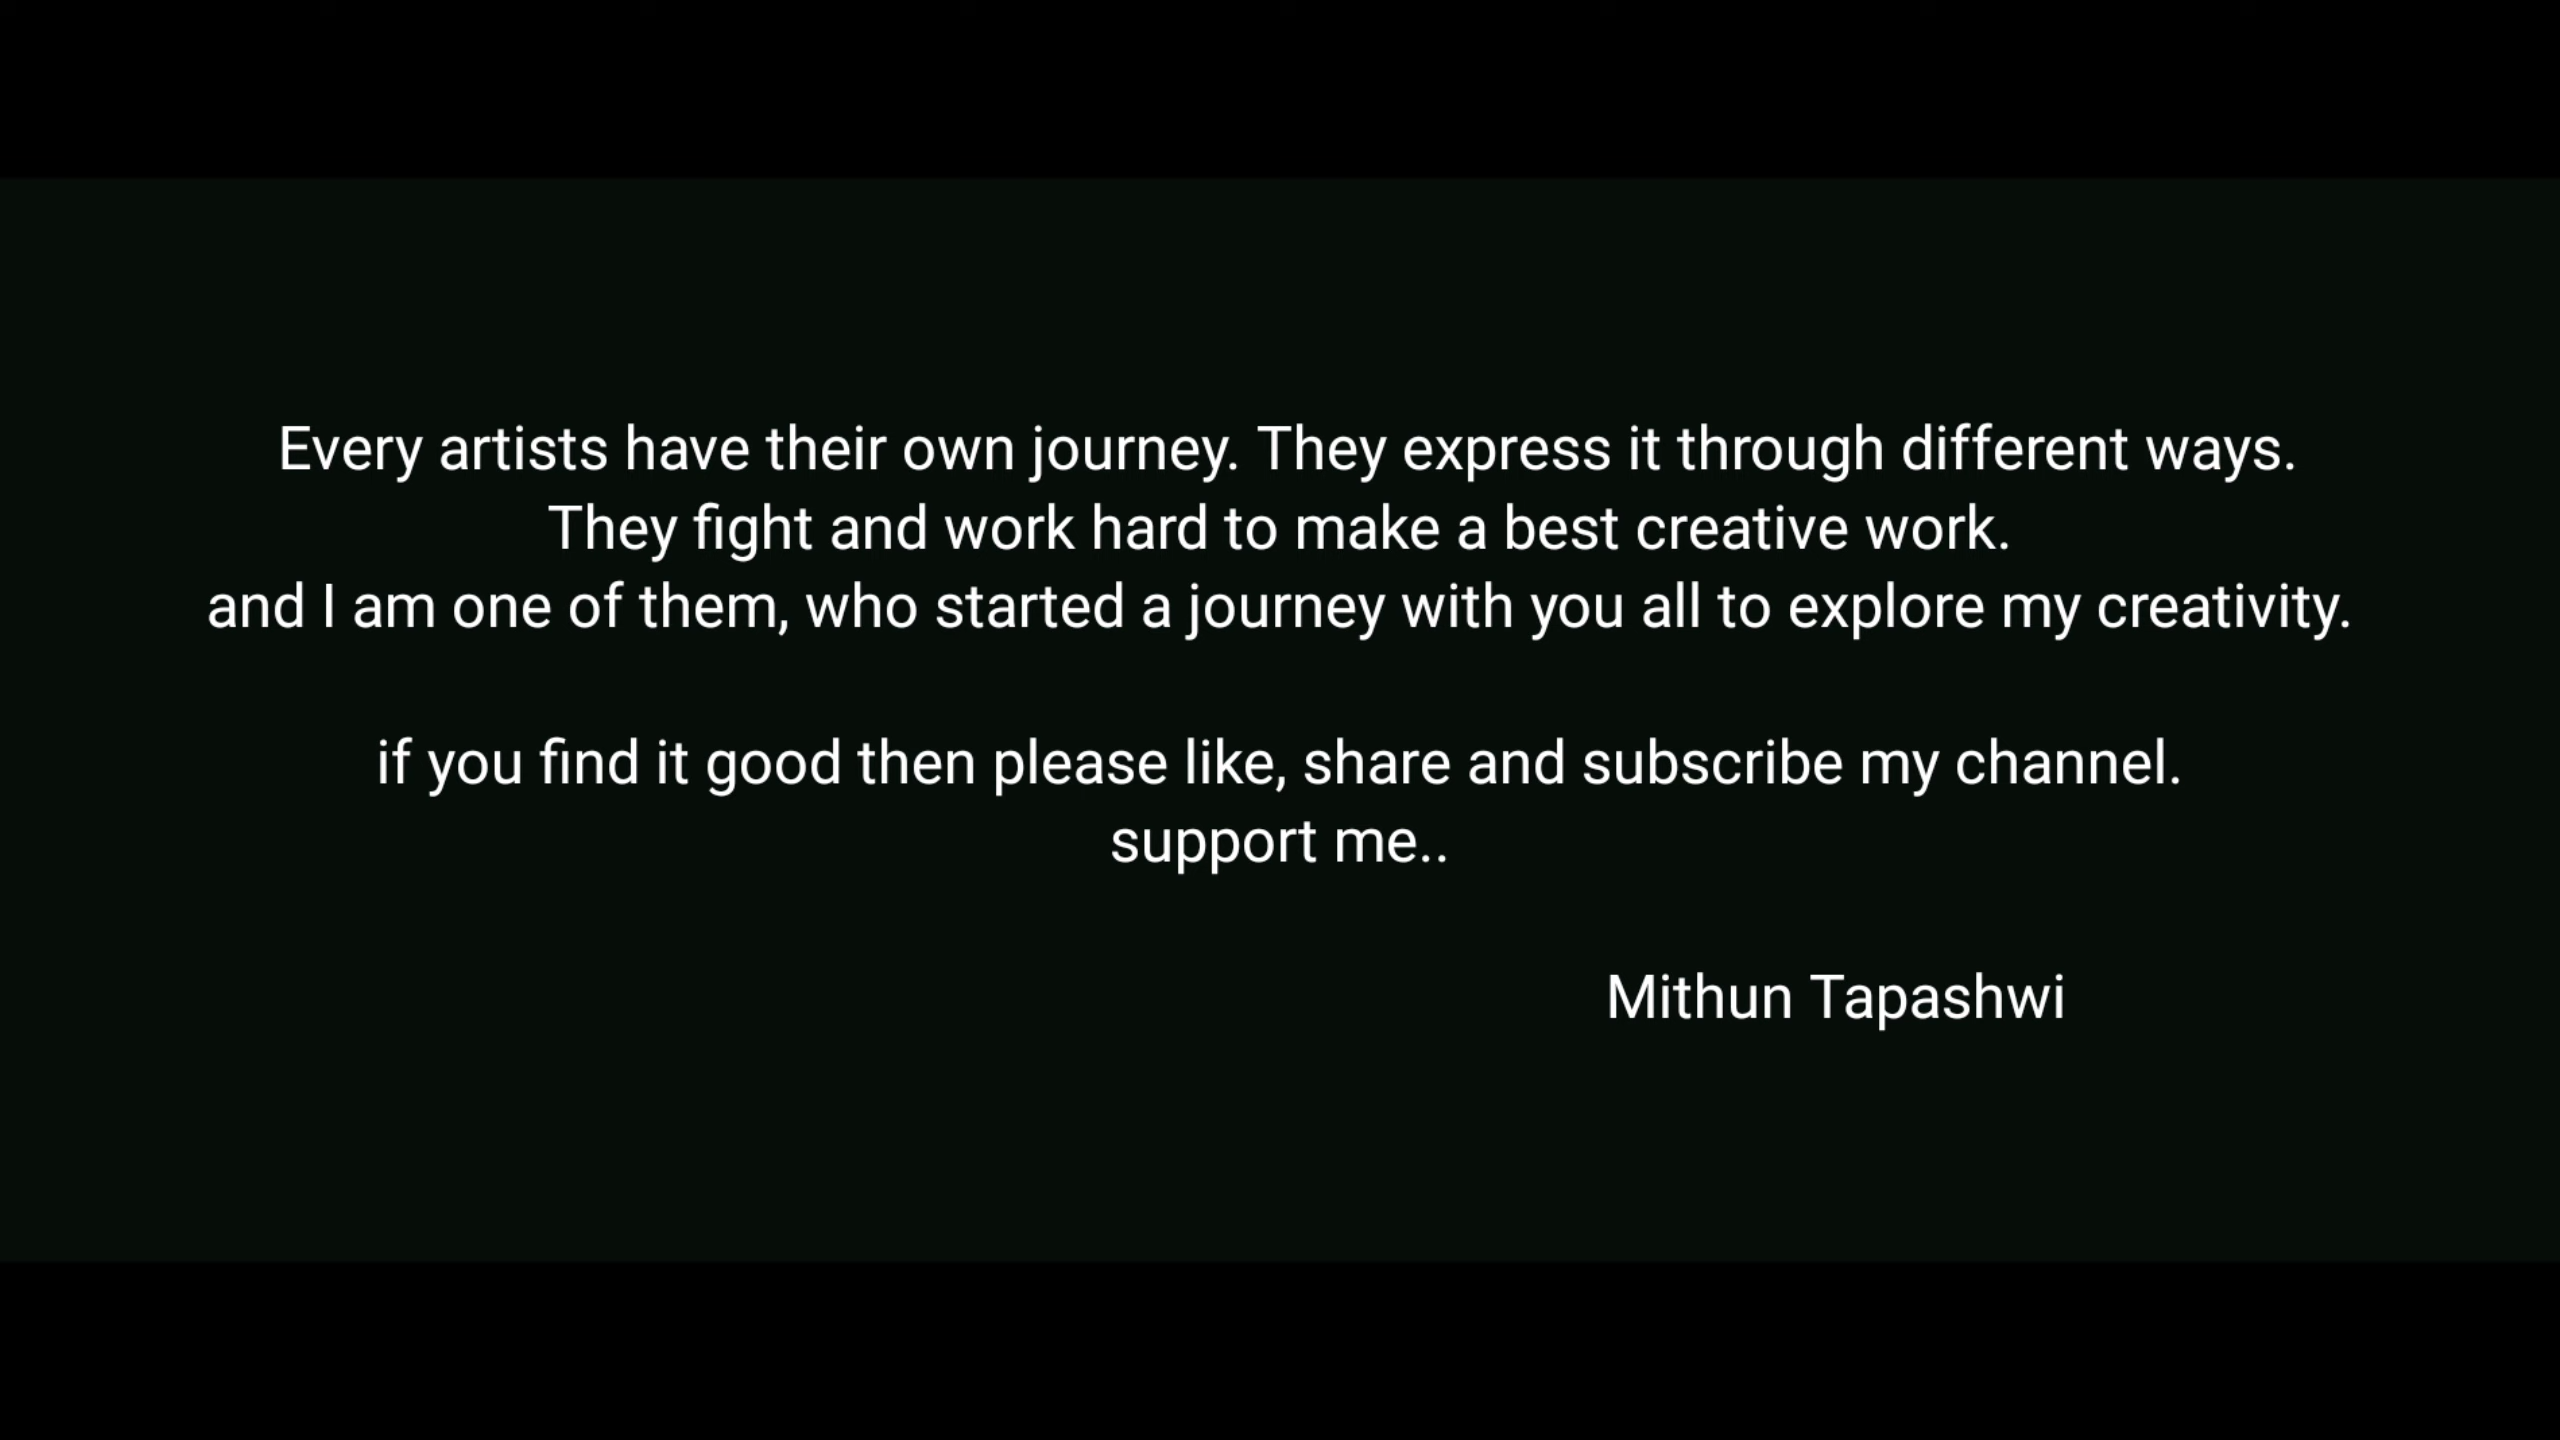 Every artists have their own journey. They express it through different ways.
They fight and work hard to make a best creative work.
and I am one of them, who started a journey with you all to explore my creativity.
if you find it good then please like, share and subscribe my channel.
support me..
Mithun Tapashwi